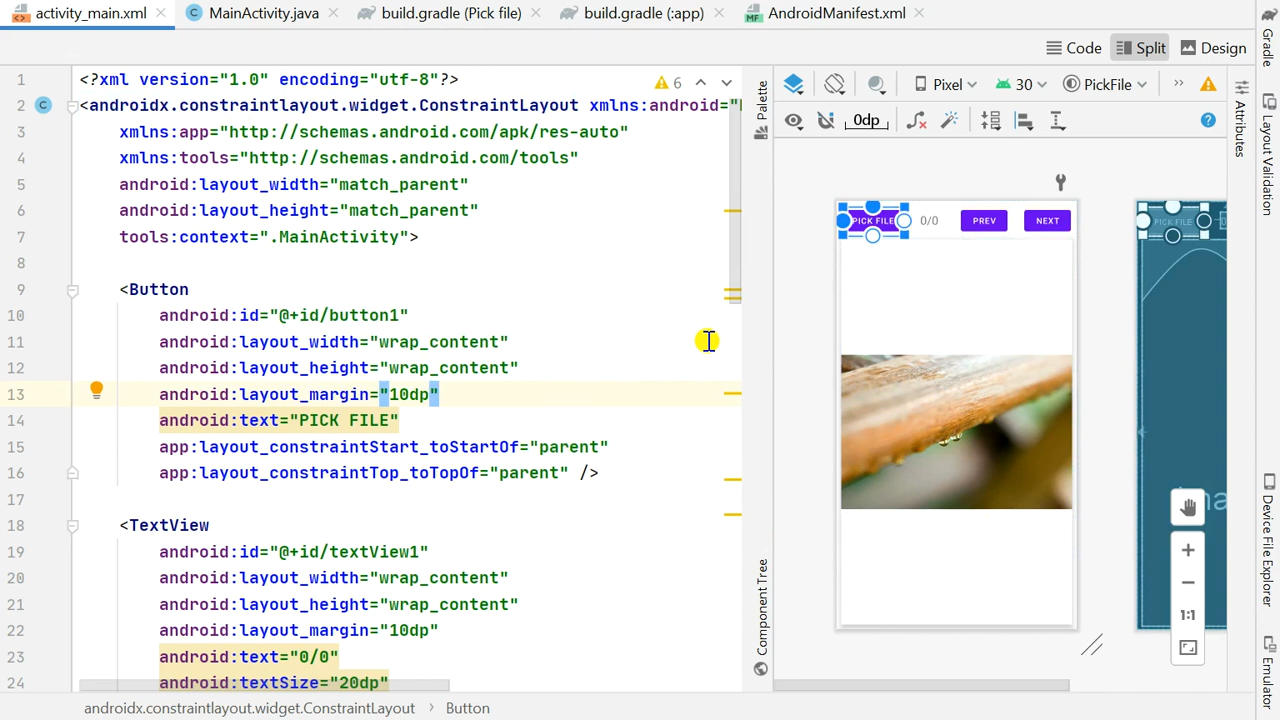 activity_main.xml MainActivity.java build.gradle (Pick file) build.gradle (:app) AndroidManifest.xml
Code Split Design
6
Pixel 30 PickFile
0dp
1 <?xml version="1.0" encoding="utf-8"?>
2 <androidx.constraintlayout.widget.ConstraintLayout xmlns:android="
3 xmlns:app="http://schemas.android.com/apk/res-auto"
4 xmlns:tools="http://schemas.android.com/tools"
5 android:layout_width="match_parent"
6 android:layout_height="match_parent"
7 tools:context=".MainActivity">
8
9 <Button
10 android:id="@+id/button1"
11 android:layout_width="wrap_content"
12 android:layout_height="wrap_content"
13 android:layout_margin="10dp"
14 android:text="PICK FILE"
15 app:layout_constraintStart_toStartOf="parent"
16 app:layout_constraintTop_toTopOf="parent" />
17
18 <TextView
19 android:id="@+id/textView1"
20 android:layout_width="wrap_content"
21 android:layout_height="wrap_content"
22 android:layout_margin="10dp"
23 android:text="0/0"
24 android:textSize="20dp"
androidx.constraintlayout.widget.ConstraintLayout > Button
Palette
Component Tree
PICK FILE 0/0 PREV NEXT
PICK FILE
1:1
Gradle
Attributes
Layout Validation
Device File Explorer
Emulator